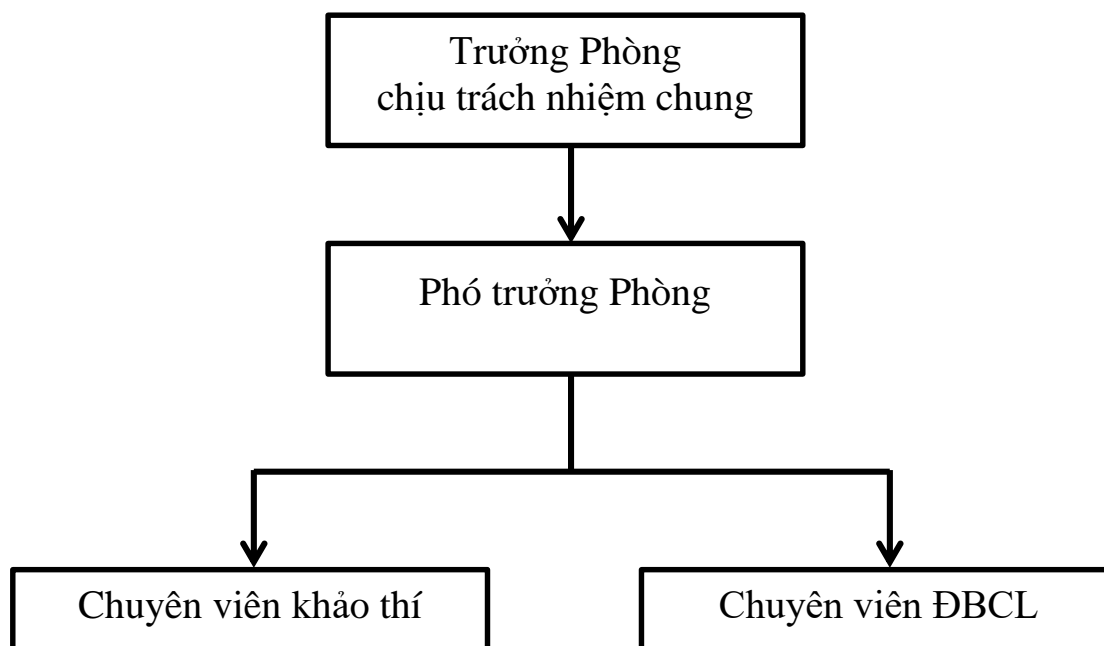 Trưởng Phòng
chịu trách nhiệm chung
Phó trưởng Phòng
Chuyên viên khảo thí
Chuyên viên ĐBCL